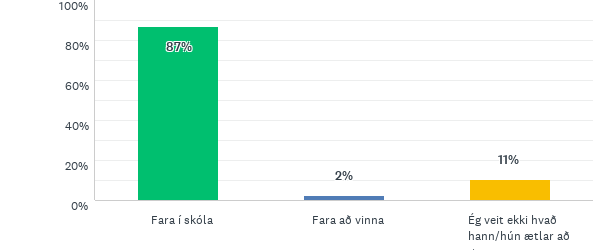 100%
80%
60%
40%
20%
0%
87%
2%
11%
Fara í skóla
Fara að vinna
Ég veit ekki hvað
hann/hún ætlar að